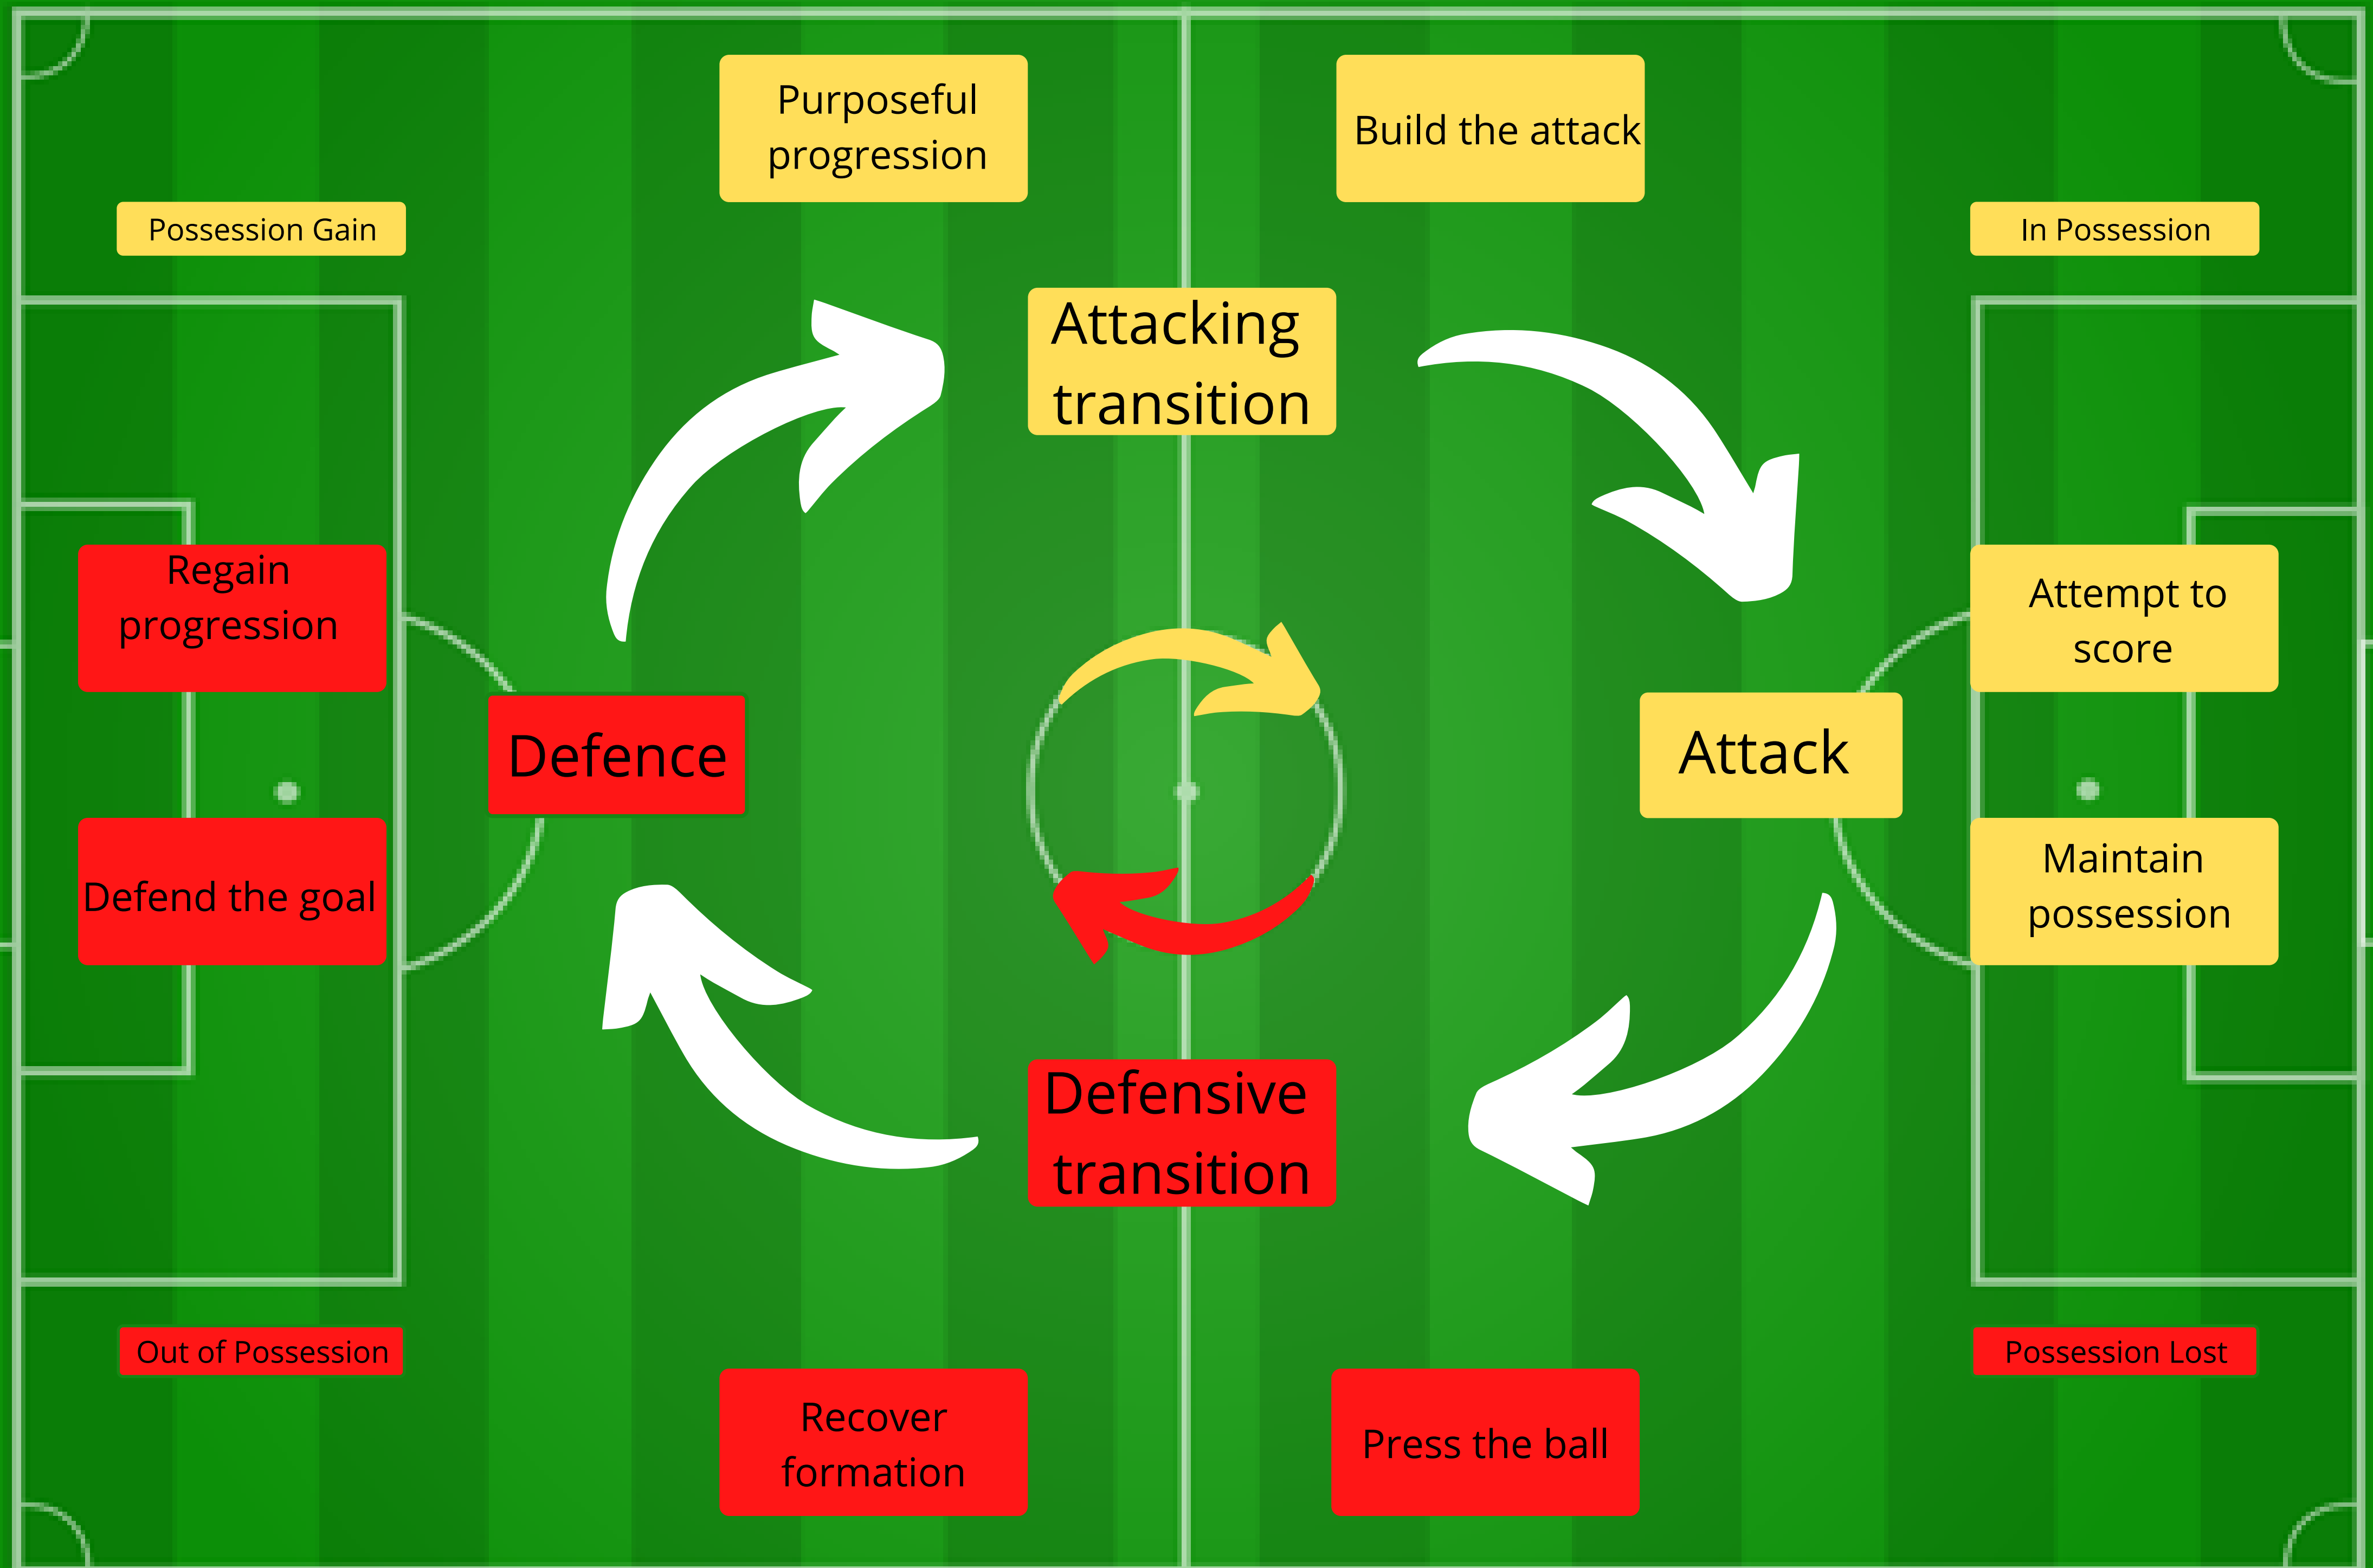 Purposeful
progression
Build the attack
Possession Gain
In Possession
Attacking
transition
Regain
progression
Attempt to
score
Defence
Attack
Defend the goal
Maintain
possession
Defensive
transition
Out of Possession
Possession Lost
Recover
formation
Press the ball